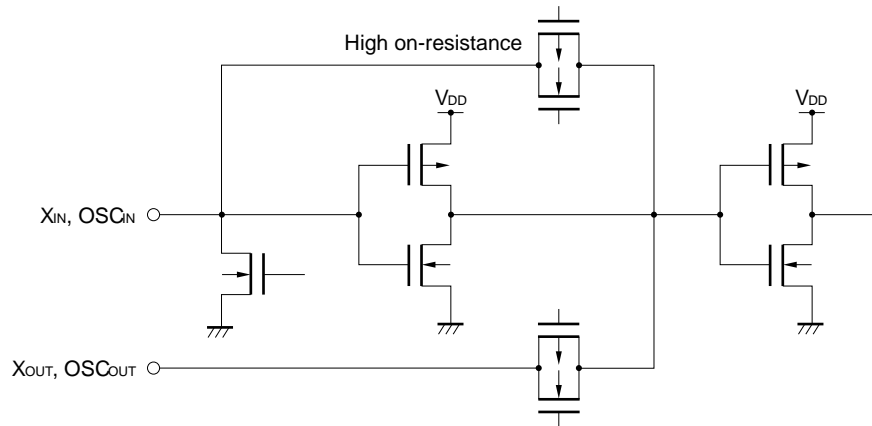 High on-resistance
VDD
VDD
XIN, OSCIN
XOUT, OSCOUT